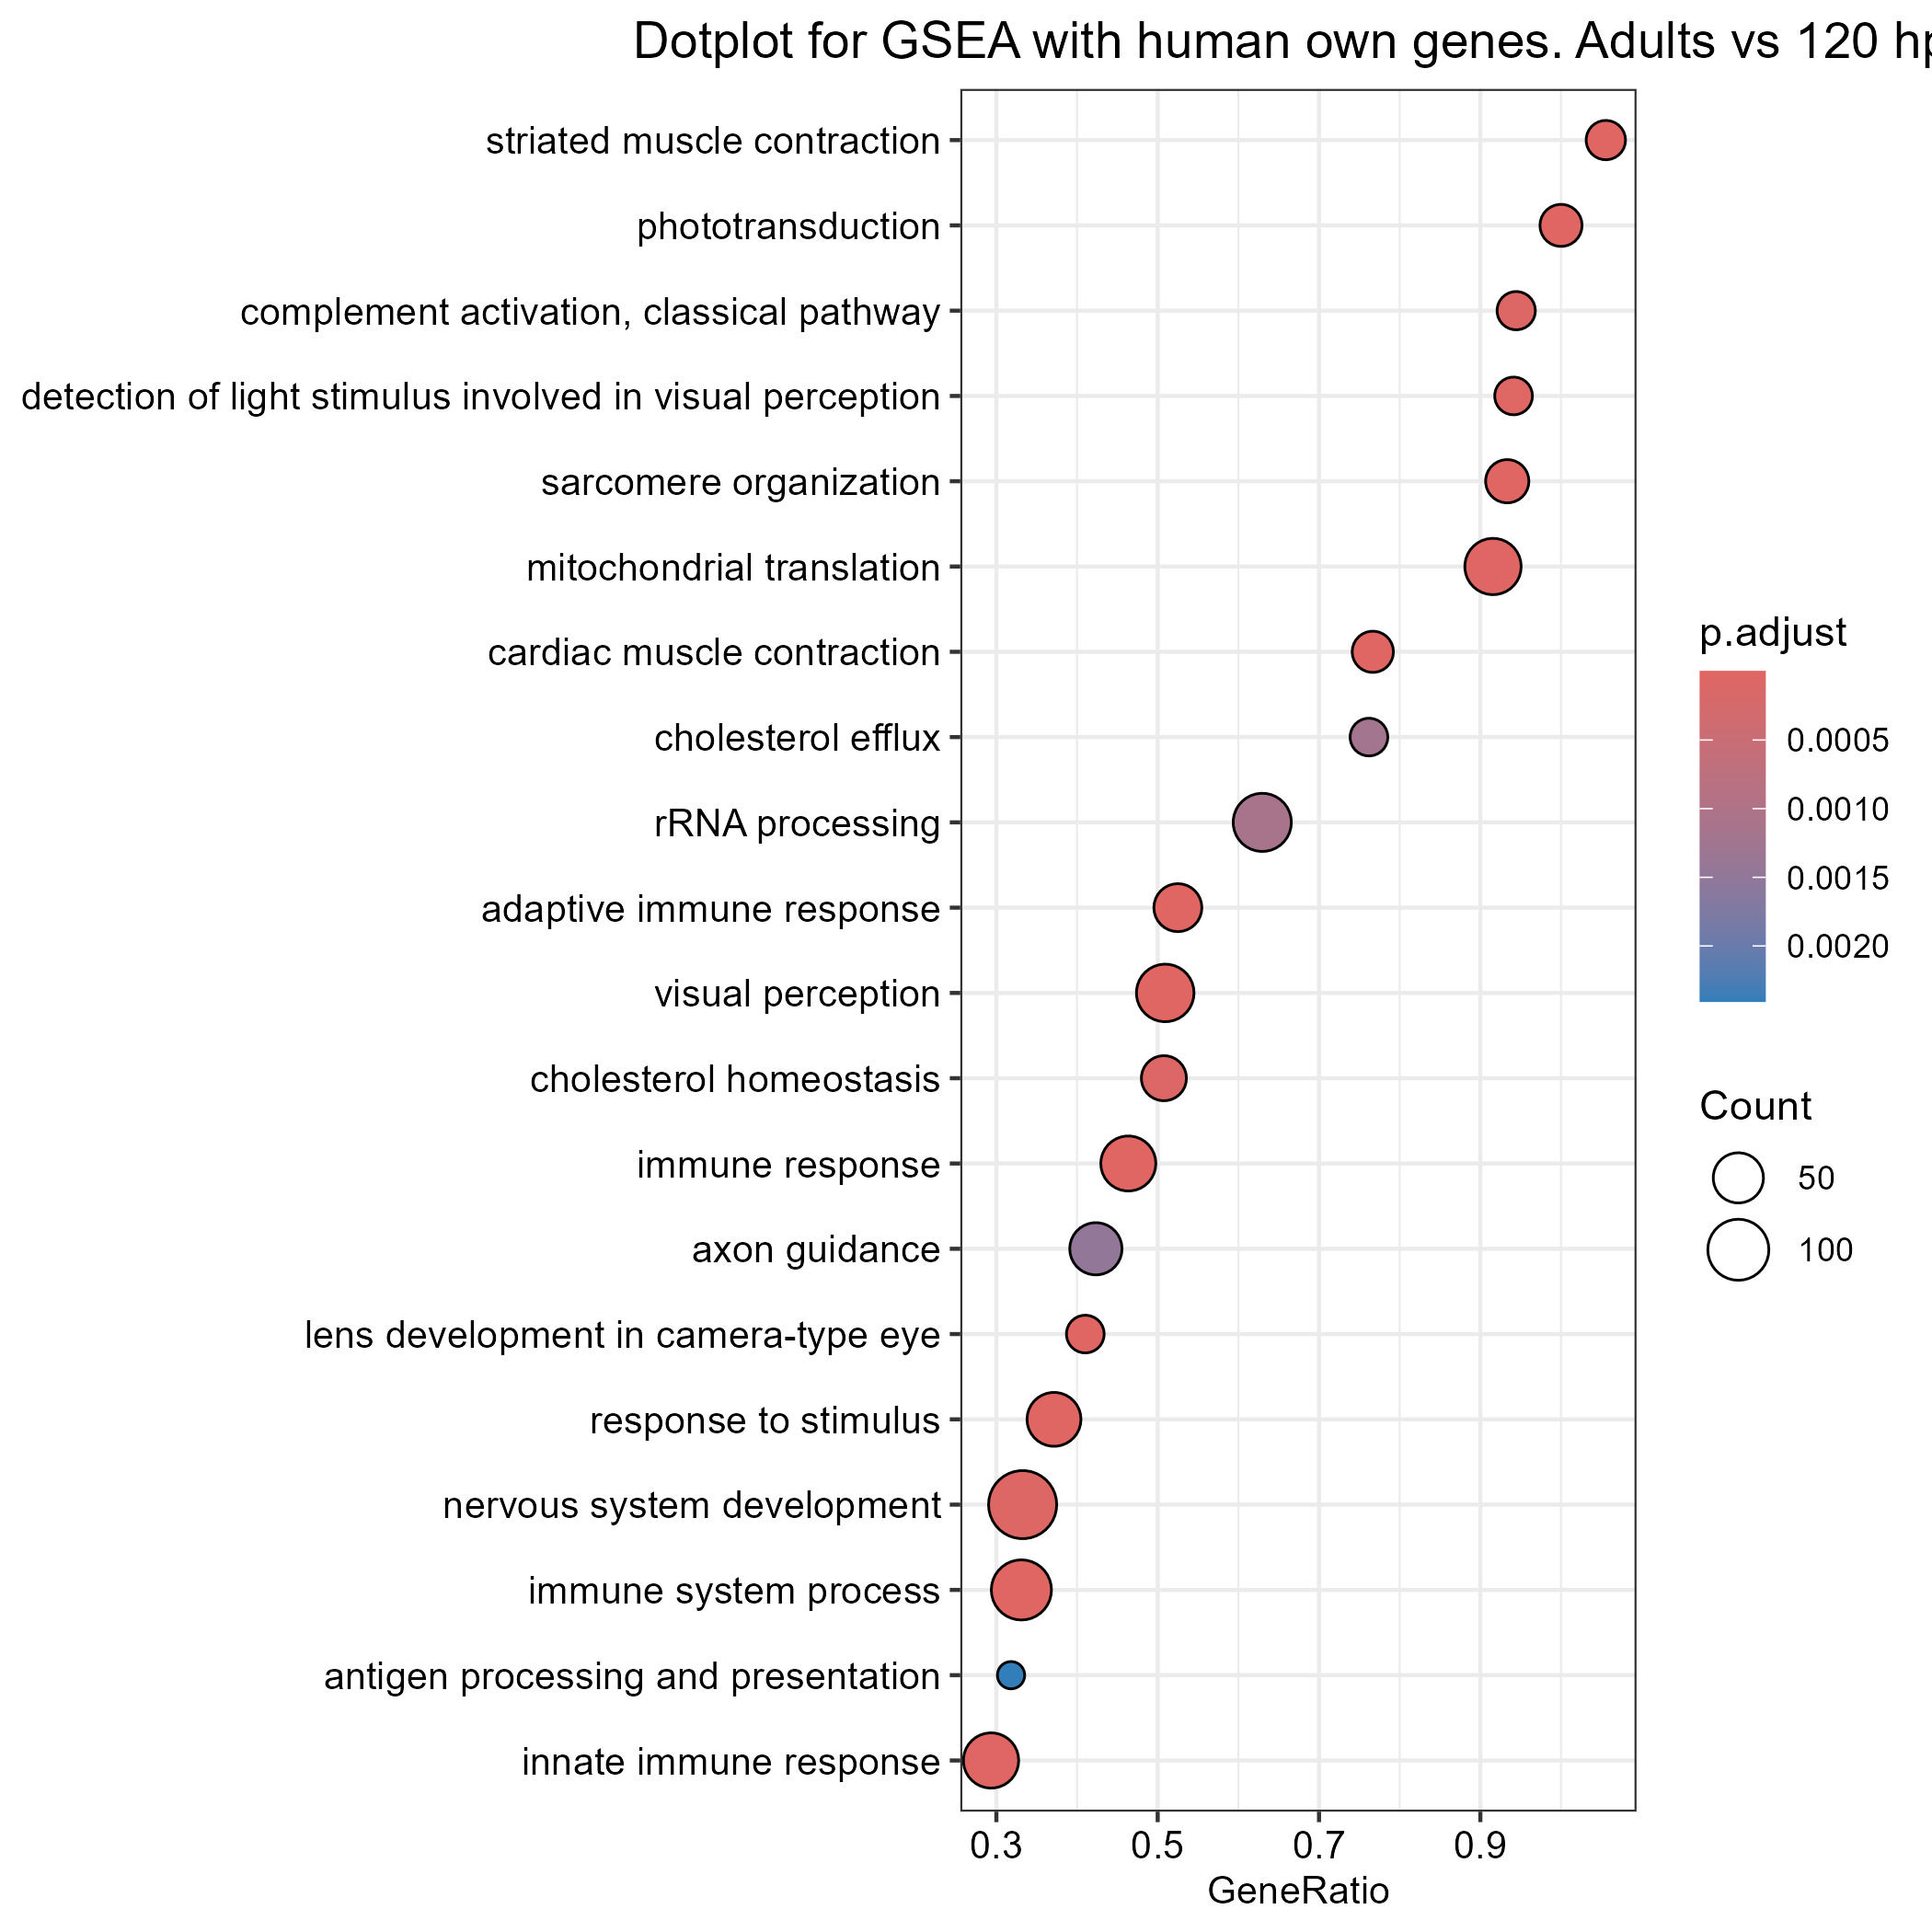 Dotplot for GSEA with human own genes. Adults vs 120
striated muscle contraction
phototransduction
complement activation, classical pathway
detection of light stimulus involved in visual perception
sarcomere organization
mitochondrial translation
cardiac muscle contraction
cholesterol efflux
rRNA processing
adaptive immune response
visual perception
cholesterol homeostasis
immune response
axon guidance
lens development in camera-type eye
response to stimulus
nervous system development
immune system process
antigen processing and presentation
innate immune response
0.3 0.5 0.7 0.9
GeneRatio
p.adjust
0.0005
0.0010
0.0015
0.0020
Count
50
100